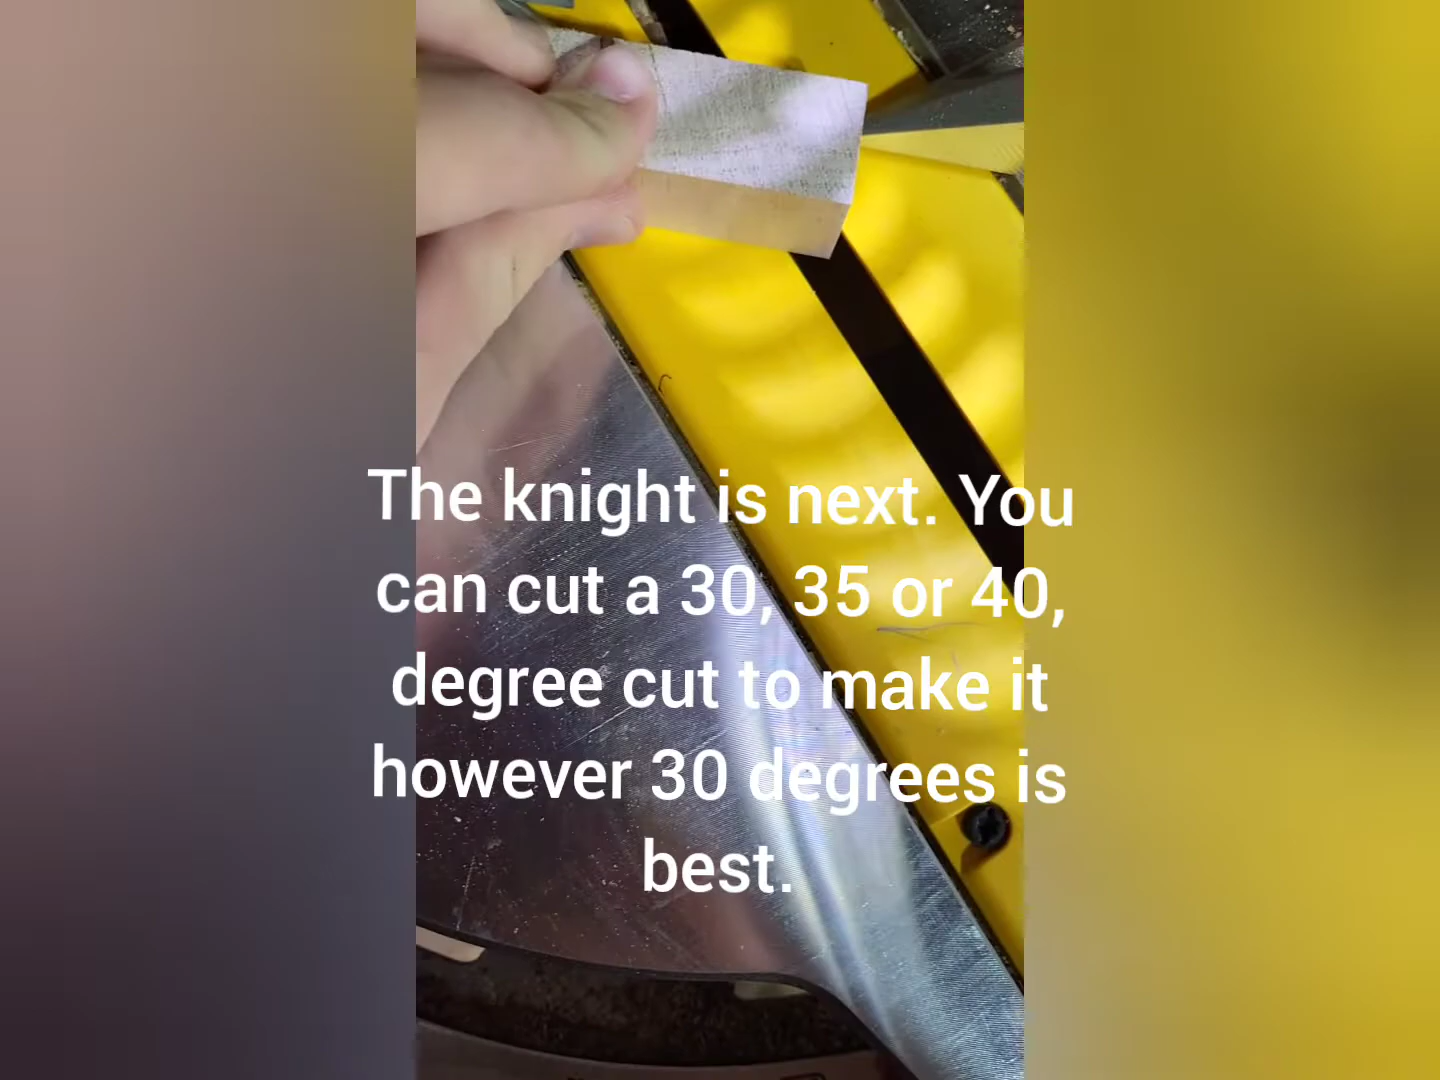 The knight is next. You
can cut a 30, 35 or 40,
degree cut to make it
however 30 degrees is
best.